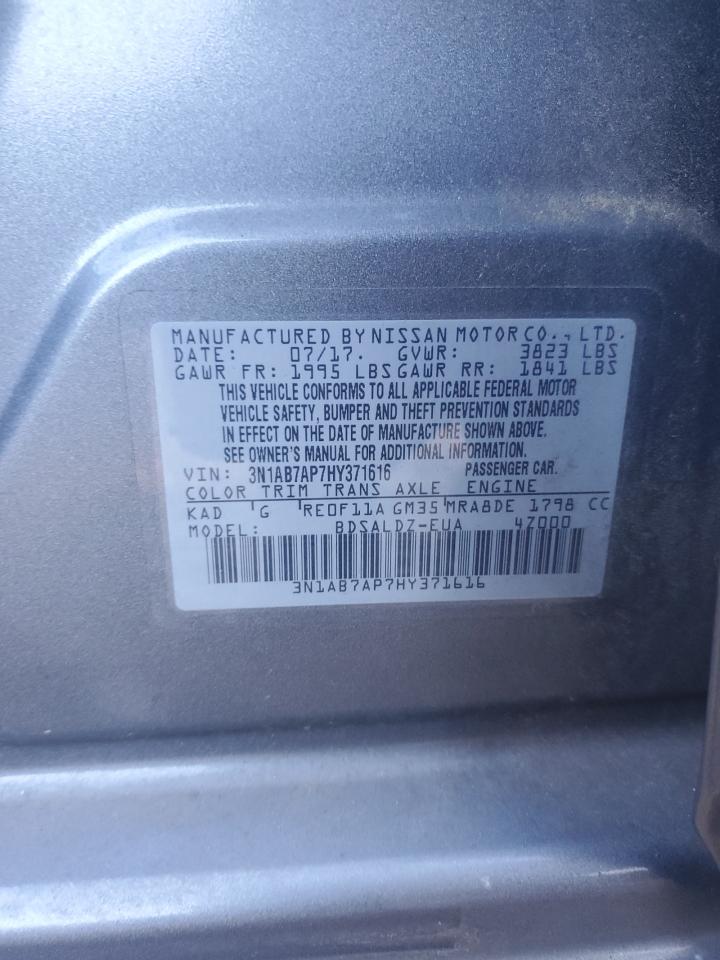 MANUFACTURED BY NISSAN MOTOR CO., LTD.
DATE: 07/17. GVWR: 3823 LBS
GAWR FR: 1995 LBS GAWR RR: 1841 LBS
THIS VEHICLE CONFORMS TO ALL APPLICABLE FEDERAL MOTOR
VEHICLE SAFETY, BUMPER AND THEFT PREVENTION STANDARDS
IN EFFECT ON THE DATE OF MANUFACTURE SHOWN ABOVE.
SEE OWNER'S MANUAL FOR ADDITIONAL INFORMATION.
VIN: 3N1AB7AP7HY371616 PASSENGER CAR.
COLOR TRIM TRANS AXLE ENGINE
KAD G RE0F11A GM35 MRA8DE 1798 CC
MODEL: BDSALDZ-EUA 4Z000
3N1AB7AP7HY371616